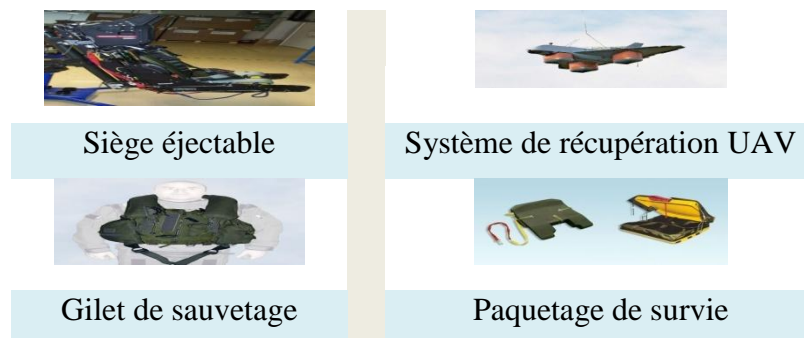 Siège éjectable
Système de récupération UAV
Gilet de sauvetage
Paquetage de survie